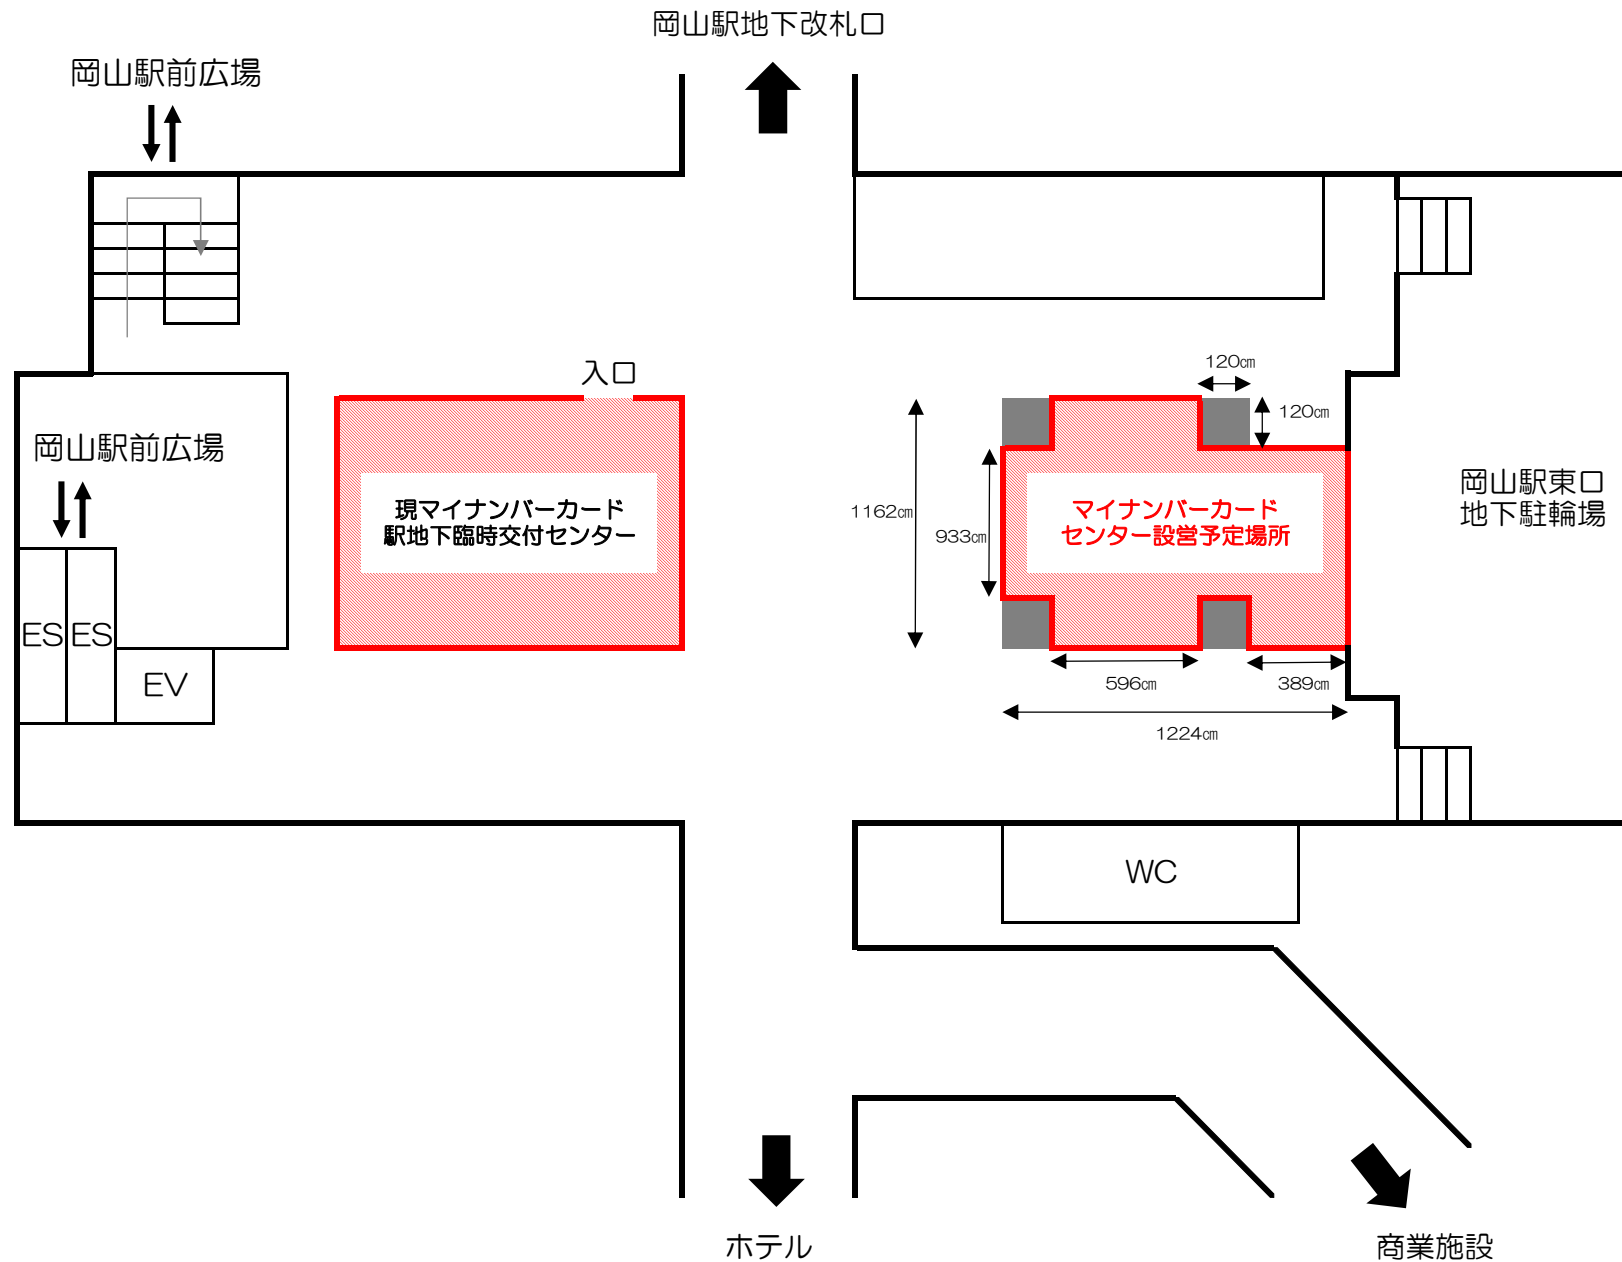 岡山駅地下改札口
岡山駅前広場
入口
120㎝
120㎝
岡山駅前広場
現マイナンバーカード
駅地下臨時交付センター
1162㎝
933㎝
マイナンバーカード
センター設営予定場所
岡山駅東口
地下駐輪場
ES
ES
EV
596㎝
389㎝
1224㎝
WC
ホテル
商業施設